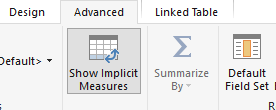 Design Advanced Linked Table
Default>
Show Implicit
Measures
Summarize
By
Default
Field Set
R